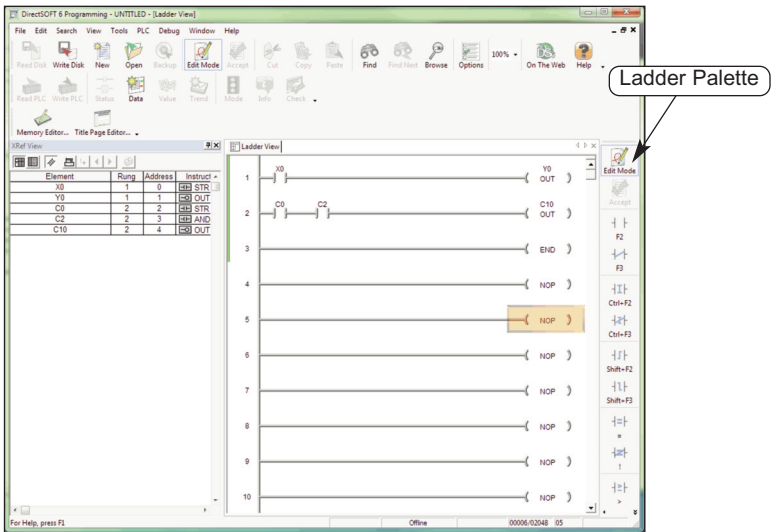 DirectSOFT 6 Programming - UNTITLED - [Ladder View]
File Edit Search View Tools PLC Debug Window Help
Read Disk Write Disk New Open Backup Edit Mode Accept Cut Copy Paste Find Find Next Browse Options 100% On The Web Help
Read PLC Write PLC Status Data Value Trend Mode Info Check
Memory Editor... Title Page Editor...
Ladder Palette
XRef View
Element Rung Address Instruct
X0 1 0 STR
Y0 1 1 OUT
C0 2 2 STR
C2 2 3 AND
C10 2 4 OUT
Ladder View
1 X0 Y0
OUT
2 C0 C2 C10
OUT
3 END
4 NOP
5 NOP
6 NOP
7 NOP
8 NOP
9 NOP
10 NOP
Edit Mode
Accept
F2
F3
Ctrl+F2
Ctrl+F3
Shift+F2
Shift+F3
=
!
>
For Help, press F1 Offline 00006/02048 05